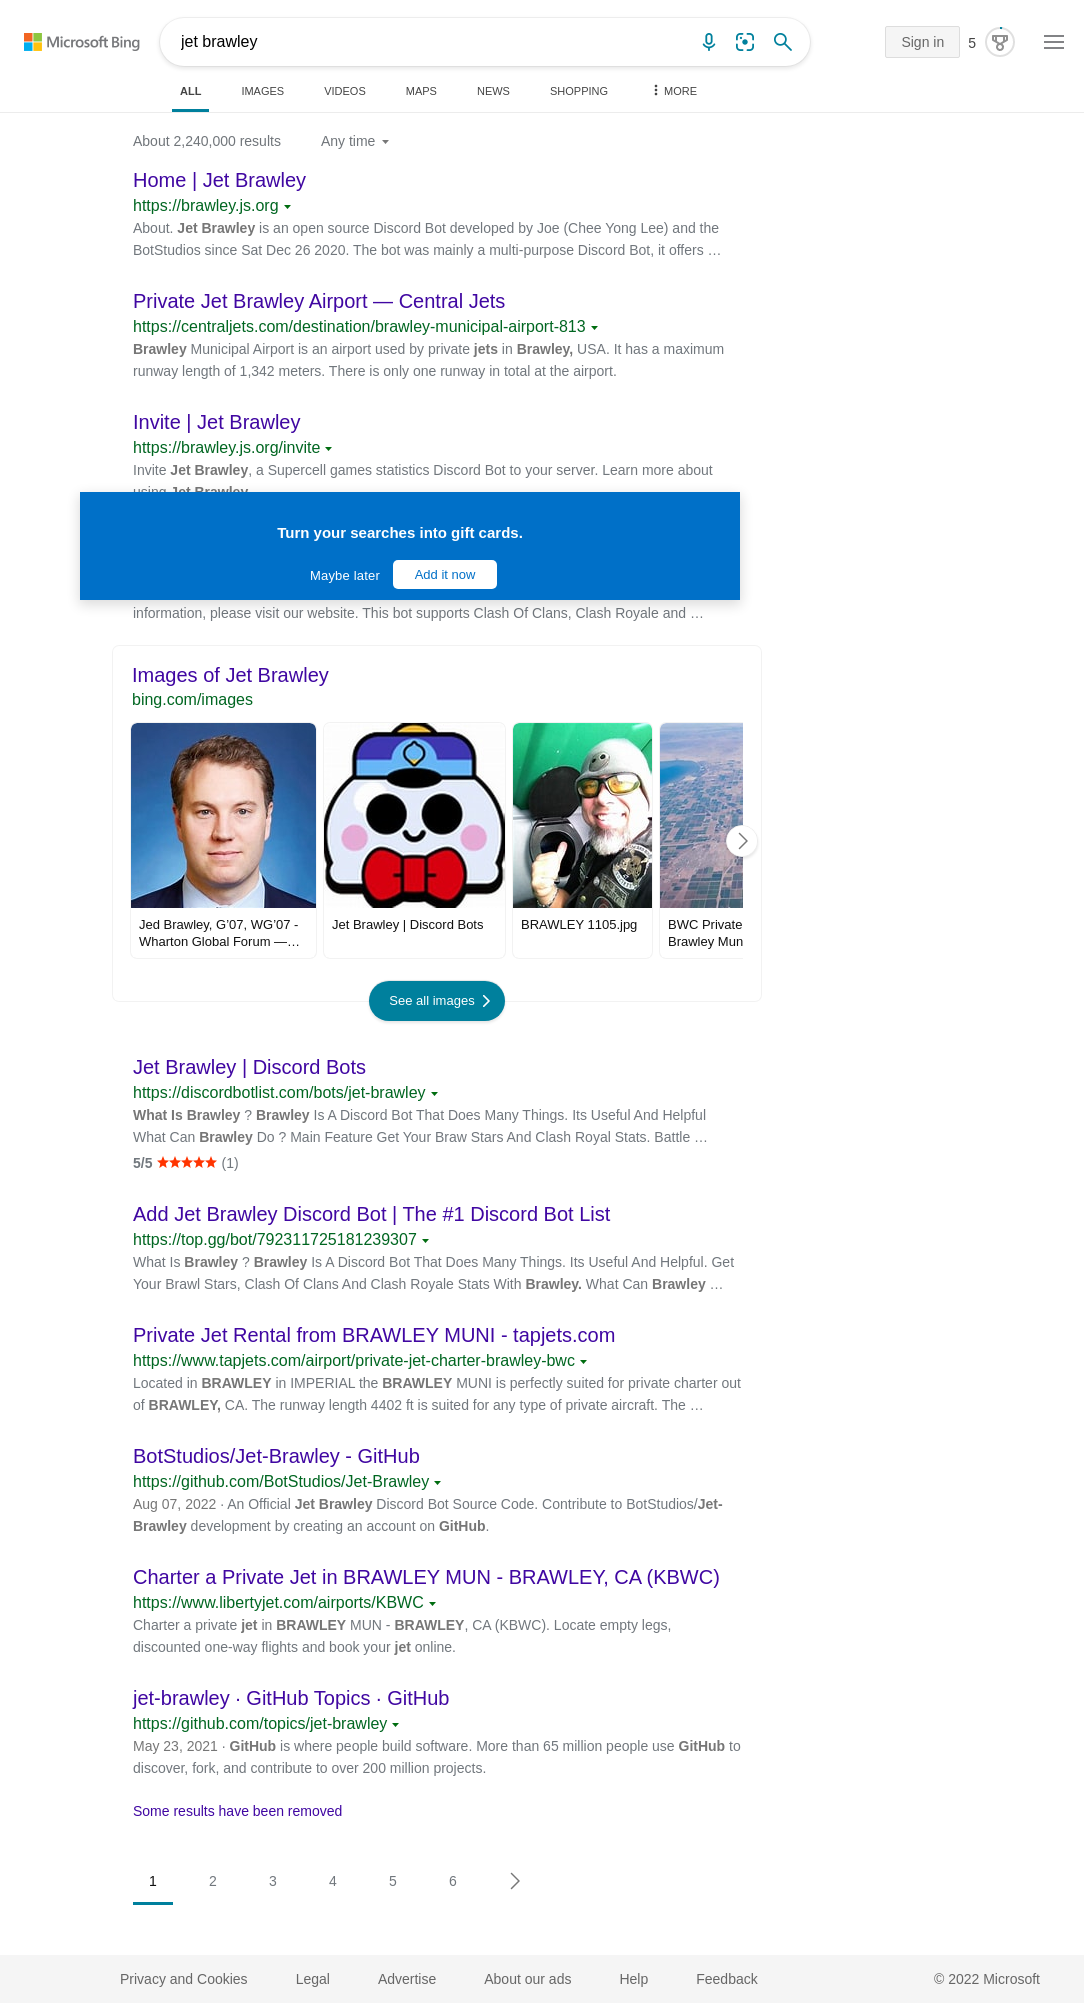 Microsoft Bing
jet brawley
Sign in
5
ALL
IMAGES
VIDEOS
MAPS
NEWS
SHOPPING
MORE
About 2,240,000 results
Any time
Home | Jet Brawley
https://brawley.js.org
About. Jet Brawley is an open source Discord Bot developed by Joe (Chee Yong Lee) and the
BotStudios since Sat Dec 26 2020. The bot was mainly a multi-purpose Discord Bot, it offers …
Private Jet Brawley Airport — Central Jets
https://centraljets.com/destination/brawley-municipal-airport-813
Brawley Municipal Airport is an airport used by private jets in Brawley, USA. It has a maximum
runway length of 1,342 meters. There is only one runway in total at the airport.
Invite | Jet Brawley
https://brawley.js.org/invite
Invite Jet Brawley, a Supercell games statistics Discord Bot to your server. Learn more about
using Jet Brawley
Turn your searches into gift cards.
Maybe later
Add it now
information, please visit our website. This bot supports Clash Of Clans, Clash Royale and …
Images of Jet Brawley
bing.com/images
Jed Brawley, G’07, WG’07 -
Wharton Global Forum —…
Jet Brawley | Discord Bots
BRAWLEY 1105.jpg
BWC Private
Brawley Mun
See all images
Jet Brawley | Discord Bots
https://discordbotlist.com/bots/jet-brawley
What Is Brawley ? Brawley Is A Discord Bot That Does Many Things. Its Useful And Helpful
What Can Brawley Do ? Main Feature Get Your Braw Stars And Clash Royal Stats. Battle …
5/5 ★★★★★ (1)
Add Jet Brawley Discord Bot | The #1 Discord Bot List
https://top.gg/bot/792311725181239307
What Is Brawley ? Brawley Is A Discord Bot That Does Many Things. Its Useful And Helpful. Get
Your Brawl Stars, Clash Of Clans And Clash Royale Stats With Brawley. What Can Brawley …
Private Jet Rental from BRAWLEY MUNI - tapjets.com
https://www.tapjets.com/airport/private-jet-charter-brawley-bwc
Located in BRAWLEY in IMPERIAL the BRAWLEY MUNI is perfectly suited for private charter out
of BRAWLEY, CA. The runway length 4402 ft is suited for any type of private aircraft. The …
BotStudios/Jet-Brawley - GitHub
https://github.com/BotStudios/Jet-Brawley
Aug 07, 2022 · An Official Jet Brawley Discord Bot Source Code. Contribute to BotStudios/Jet-
Brawley development by creating an account on GitHub.
Charter a Private Jet in BRAWLEY MUN - BRAWLEY, CA (KBWC)
https://www.libertyjet.com/airports/KBWC
Charter a private jet in BRAWLEY MUN - BRAWLEY, CA (KBWC). Locate empty legs,
discounted one-way flights and book your jet online.
jet-brawley · GitHub Topics · GitHub
https://github.com/topics/jet-brawley
May 23, 2021 · GitHub is where people build software. More than 65 million people use GitHub to
discover, fork, and contribute to over 200 million projects.
Some results have been removed
1
2
3
4
5
6
Privacy and Cookies
Legal
Advertise
About our ads
Help
Feedback
© 2022 Microsoft